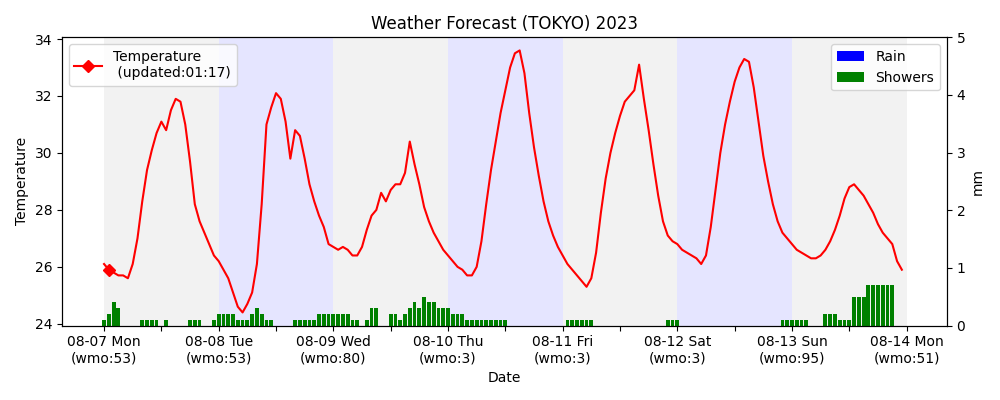 Weather Forecast (TOKYO) 2023
Temperature
(updated:01:17)
Rain
Showers
34
32
30
28
26
24
Temperature
5
4
3
2
1
0
mm
08-07 Mon
(wmo:53)
08-08 Tue
(wmo:53)
08-09 Wed
(wmo:80)
08-10 Thu
(wmo:3)
08-11 Fri
(wmo:3)
08-12 Sat
(wmo:3)
08-13 Sun
(wmo:95)
08-14 Mon
(wmo:51)
Date